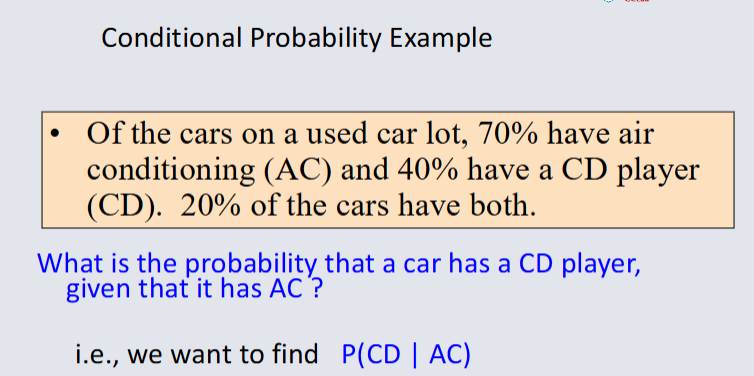 Conditional Probability Example
• Of the cars on a used car lot, 70% have air
conditioning (AC) and 40% have a CD player
(CD). 20% of the cars have both.
What is the probability that a car has a CD player,
given that it has AC ?
i.e., we want to find P(CD | AC)